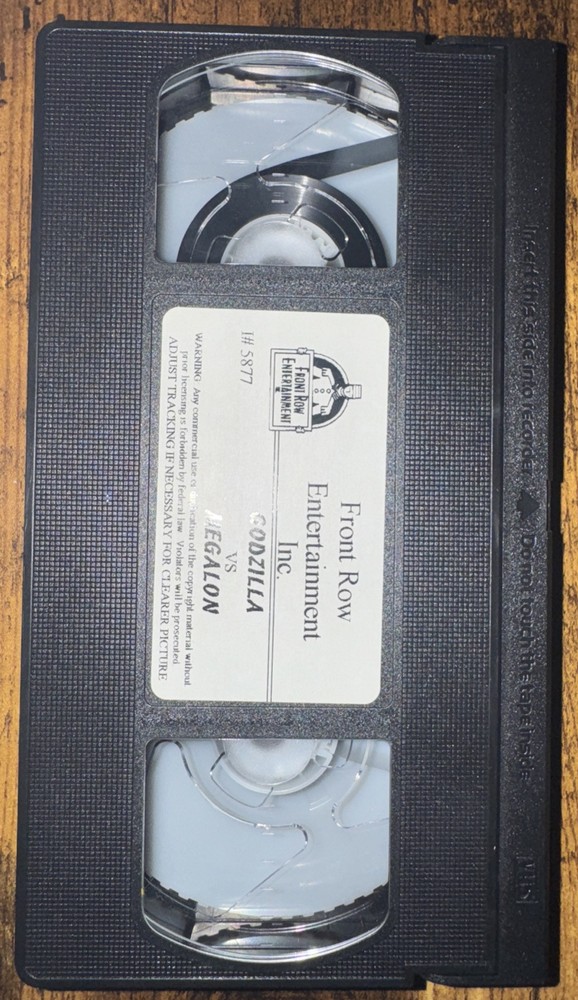 Insert this side into recorder ▲ Do not touch the tape inside
VHS
FRONT ROW
ENTERTAINMENT
INC.
Front Row
Entertainment
Inc.
I# 5877
GODZILLA
VS
MEGALON
WARNING: Any commercial use or duplication of the copyright material without
prior licensing is forbidden by federal law. Violators will be prosecuted.
ADJUST TRACKING IF NECESSARY FOR CLEARER PICTURE